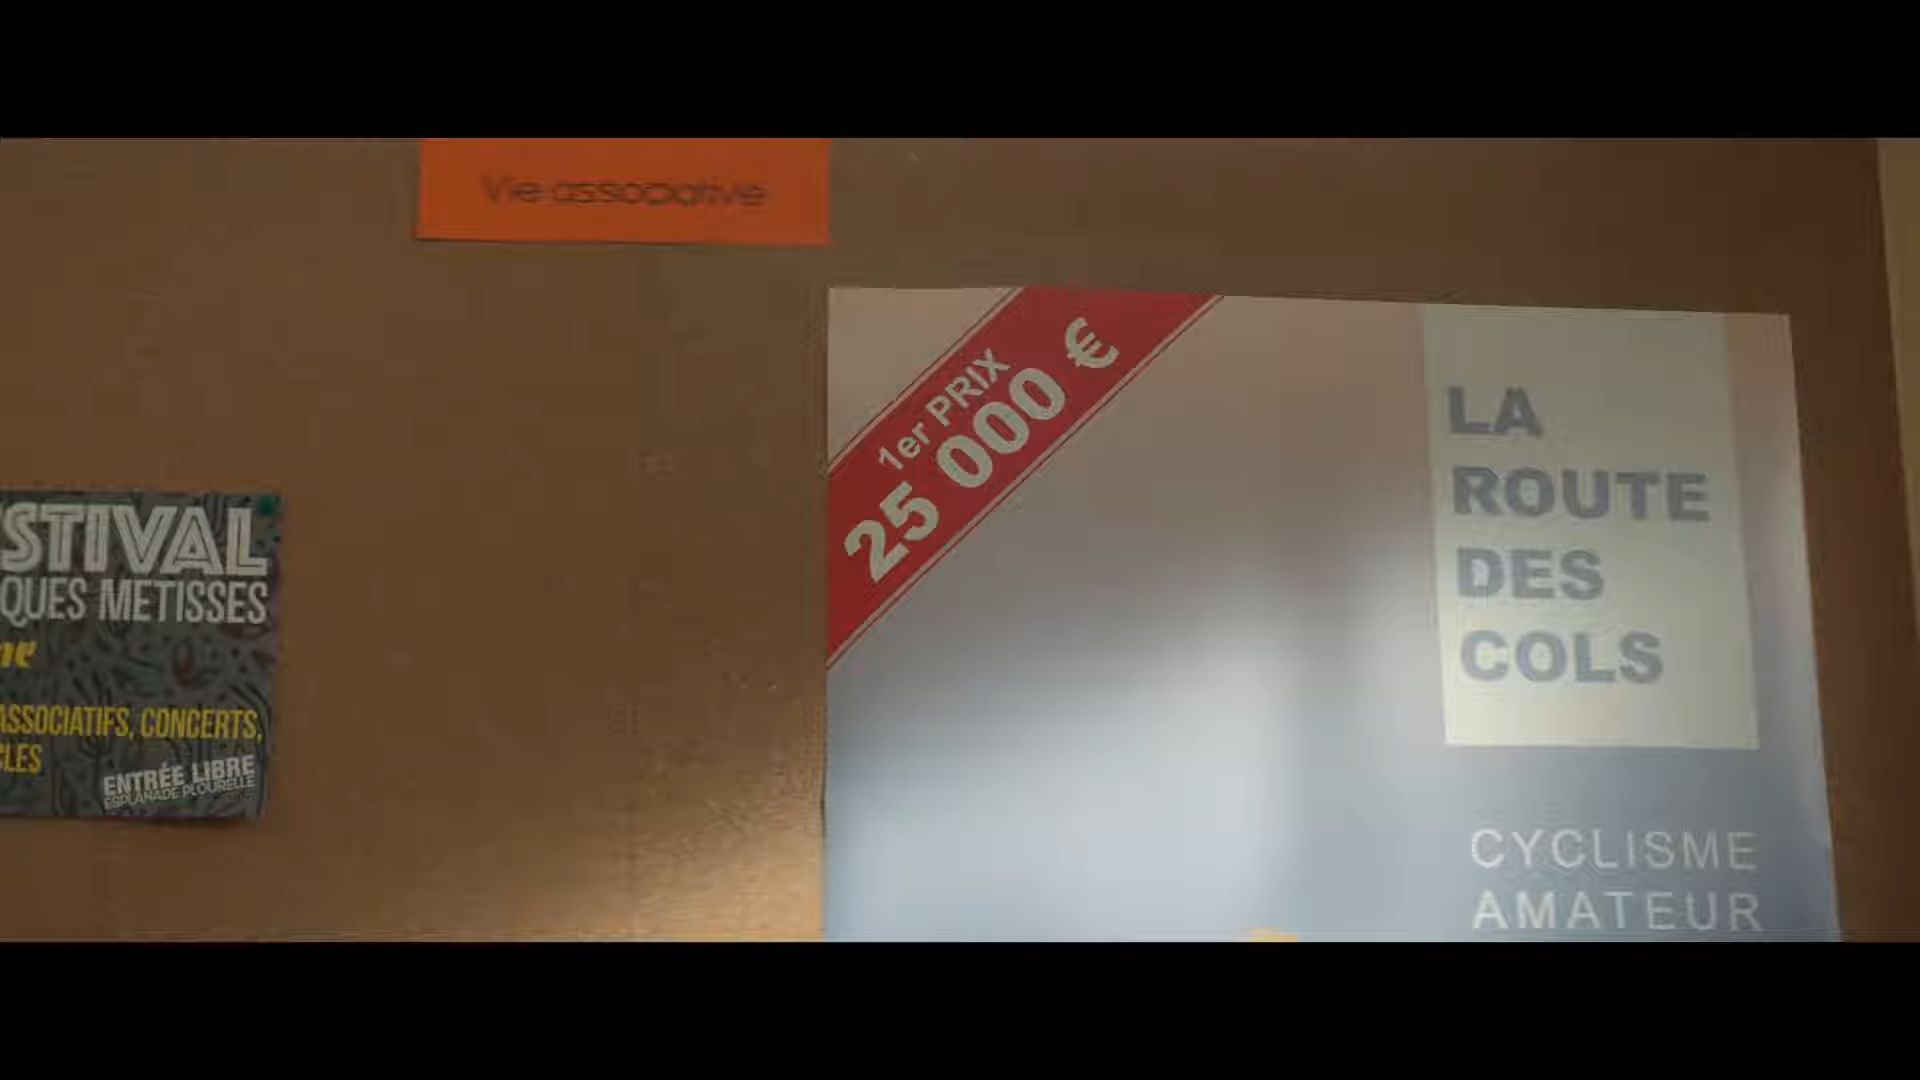 Vie associative
1er PRIX
25 000 €
LA
ROUTE
DES
COLS
CYCLISME
AMATEUR
STIVAL
QUES METISSES
ne
ASSOCIATIFS, CONCERTS,
CLES
ENTRÉE LIBRE
ESPLANADE PLOURELLE